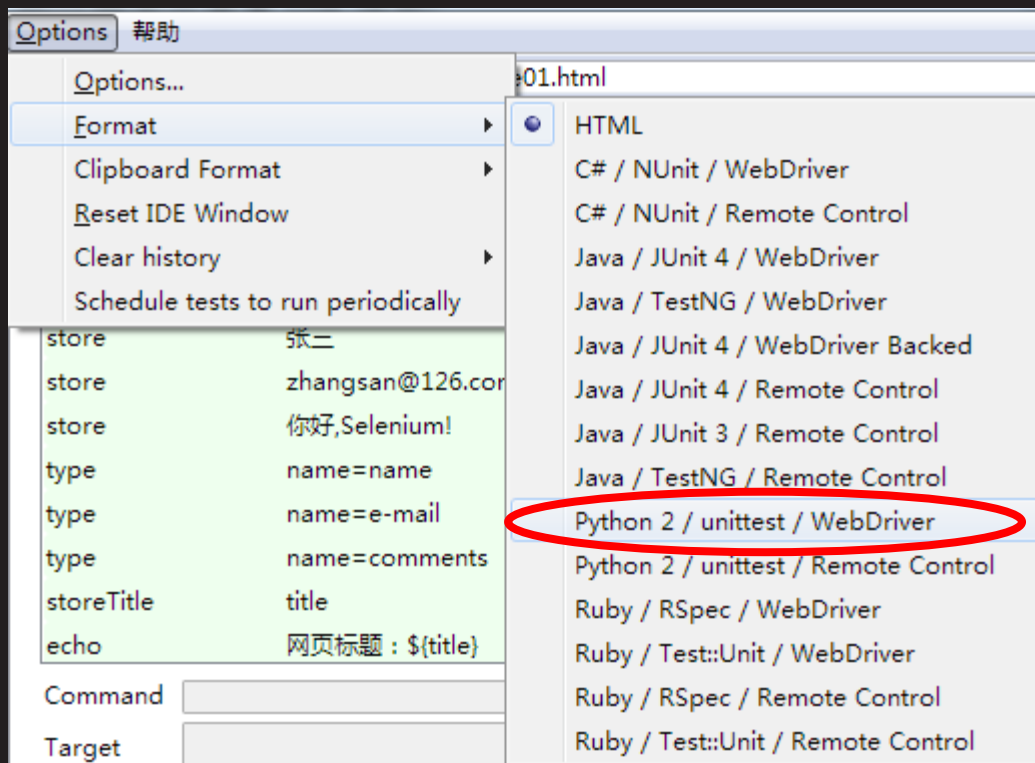 Options 帮助
Options...
Format
Clipboard Format
Reset IDE Window
Clear history
Schedule tests to run periodically
e01.html
HTML
C# / NUnit / WebDriver
C# / NUnit / Remote Control
Java / JUnit 4 / WebDriver
Java / TestNG / WebDriver
Java / JUnit 4 / WebDriver Backed
Java / JUnit 4 / Remote Control
Java / JUnit 3 / Remote Control
Java / TestNG / Remote Control
Python 2 / unittest / WebDriver
Python 2 / unittest / Remote Control
Ruby / RSpec / WebDriver
Ruby / Test::Unit / WebDriver
Ruby / RSpec / Remote Control
Ruby / Test::Unit / Remote Control
store 张三
store zhangsan@126.cor
store 你好,Selenium!
type name=name
type name=e-mail
type name=comments
storeTitle title
echo 网页标题：${title}
Command
Target